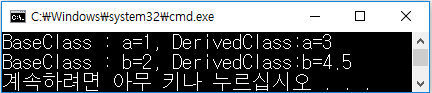 C:₩Windows₩system32₩cmd.exe
BaseClass : a=1, DerivedClass:a=3
BaseClass : b=2, DerivedClass:b=4.5
계속하려면 아무 키나 누르십시오 . . .